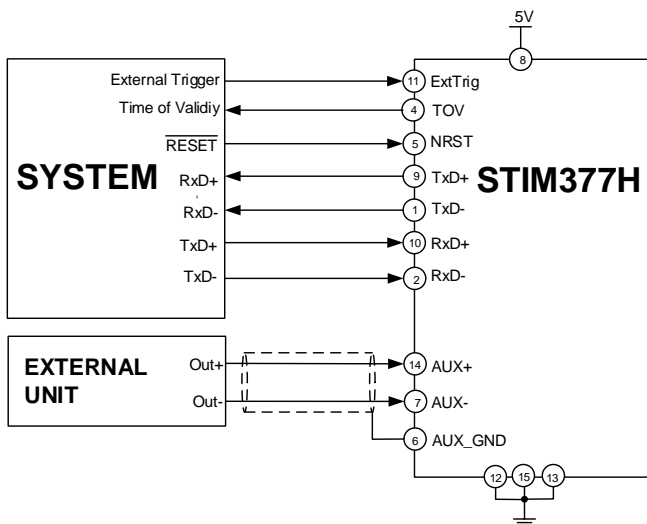 5V
8
External Trigger
11
ExtTrig
Time of Validiy
4
TOV
RESET
5
NRST
SYSTEM
RxD+
9
TxD+
STIM377H
RxD-
1
TxD-
TxD+
10
RxD+
TxD-
2
RxD-
EXTERNAL
UNIT
Out+
14
AUX+
Out-
7
AUX-
6
AUX_GND
12
15
13